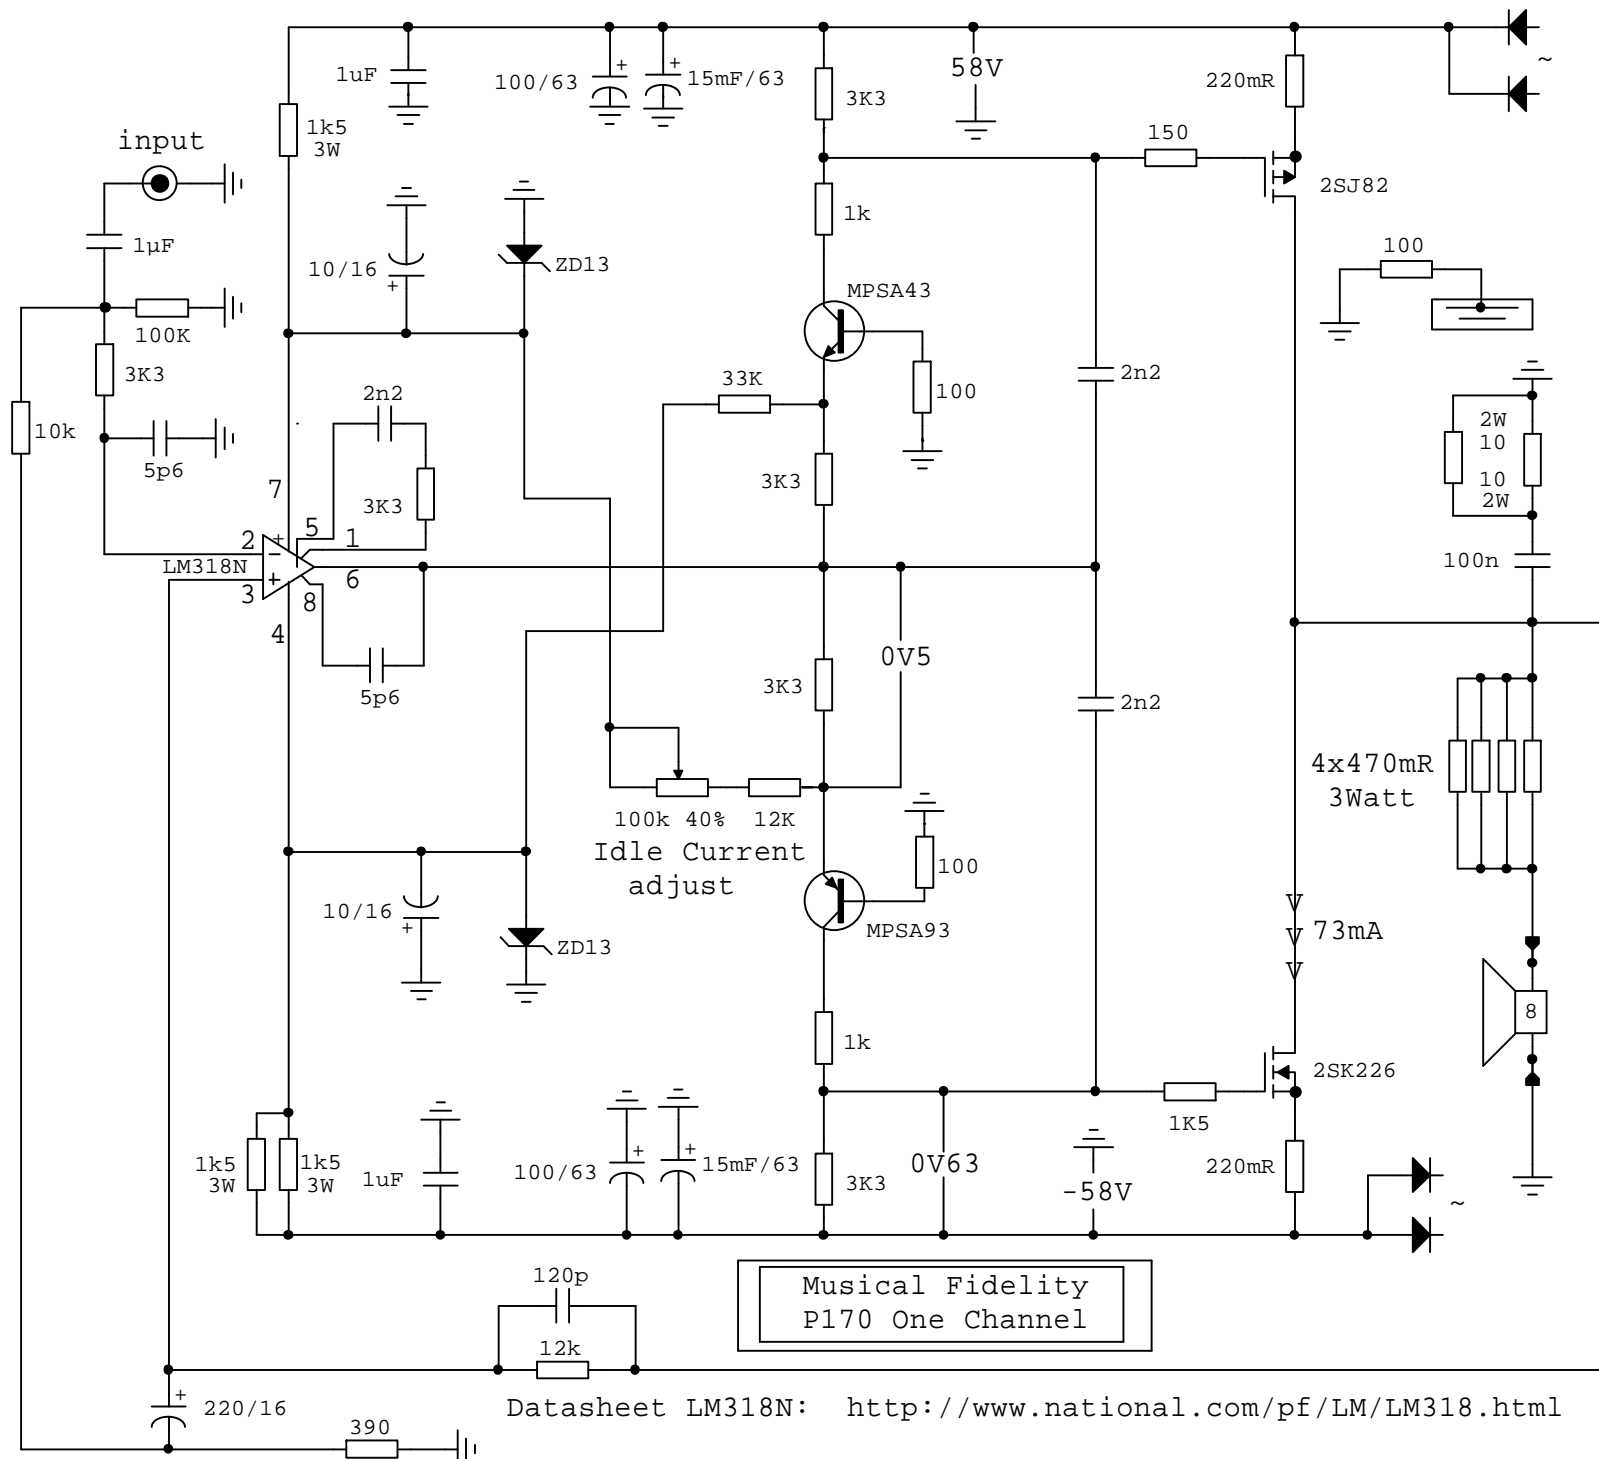 58V
220mR
~
1uF
100/63
+
15mF/63
+
3K3
1k5
3W
input
150
2SJ82
1k
1µF
10/16
+
ZD13
100
MPSA43
100K
3K3
2n2
33K
100
2n2
10k
5p6
3K3
2W
10
10
2W
3K3
7
5
1
2
+
−
LM318N
+
6
3
8
4
100n
0V5
3K3
5p6
2n2
4x470mR
3Watt
100k 40%
12K
Idle Current
adjust
100
10/16
+
MPSA93
ZD13
V
V 73mA
V
8
1k
2SK226
1K5
1k5
3W
1k5
3W
1uF
100/63
+
15mF/63
+
3K3
0V63
-58V
220mR
~
120p
Musical Fidelity
P170 One Channel
12k
+
220/16
Datasheet LM318N: http://www.national.com/pf/LM/LM318.html
390